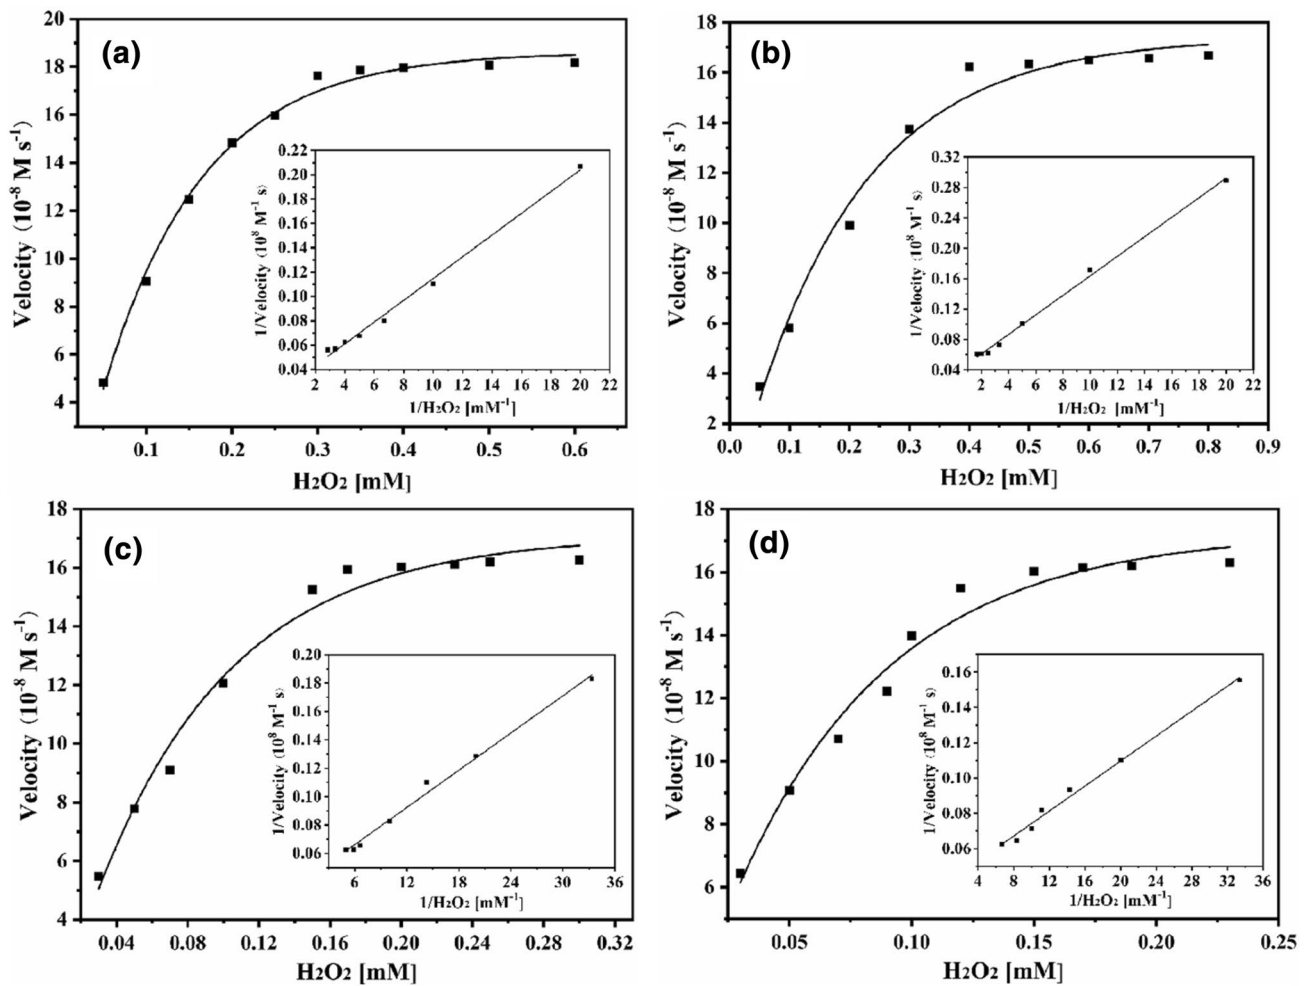 (a)
Velocity (10⁻⁸ M s⁻¹)
20
18
16
14
12
10
8
6
4
0.1 0.2 0.3 0.4 0.5 0.6
H₂O₂ [mM]
1/Velocity (10⁸ M⁻¹ s)
0.22
0.20
0.18
0.16
0.14
0.12
0.10
0.08
0.06
0.04
2 4 6 8 10 12 14 16 18 20 22
1/H₂O₂ [mM⁻¹]
(b)
Vclocity (10⁻⁸ M s⁻¹)
18
16
14
12
10
8
6
4
2
0.0 0.1 0.2 0.3 0.4 0.5 0.6 0.7 0.8 0.9
H₂O₂ [mM]
1/Velocity (10⁸ M⁻¹ s)
0.32
0.28
0.24
0.20
0.16
0.12
0.08
0.04
2 4 6 8 10 12 14 16 18 20 22
1/H₂O₂ [mM⁻¹]
(c)
Velocity (10⁻⁸ M s⁻¹)
18
16
14
12
10
8
6
4
0.04 0.08 0.12 0.16 0.20 0.24 0.28 0.32
H₂O₂ [mM]
1/Velocity (10⁸ M⁻¹ s)
0.20
0.18
0.16
0.14
0.12
0.10
0.08
0.06
6 12 18 24 30 36
1/H₂O₂ [mM⁻¹]
(d)
Velocity (10⁻⁸ M s⁻¹)
18
16
14
12
10
8
6
0.05 0.10 0.15 0.20 0.25
H₂O₂ [mM]
1/Velocity (10⁸ M⁻¹ s)
0.16
0.14
0.12
0.10
0.08
0.06
4 8 12 16 20 24 28 32 36
1/H₂O₂ [mM⁻¹]